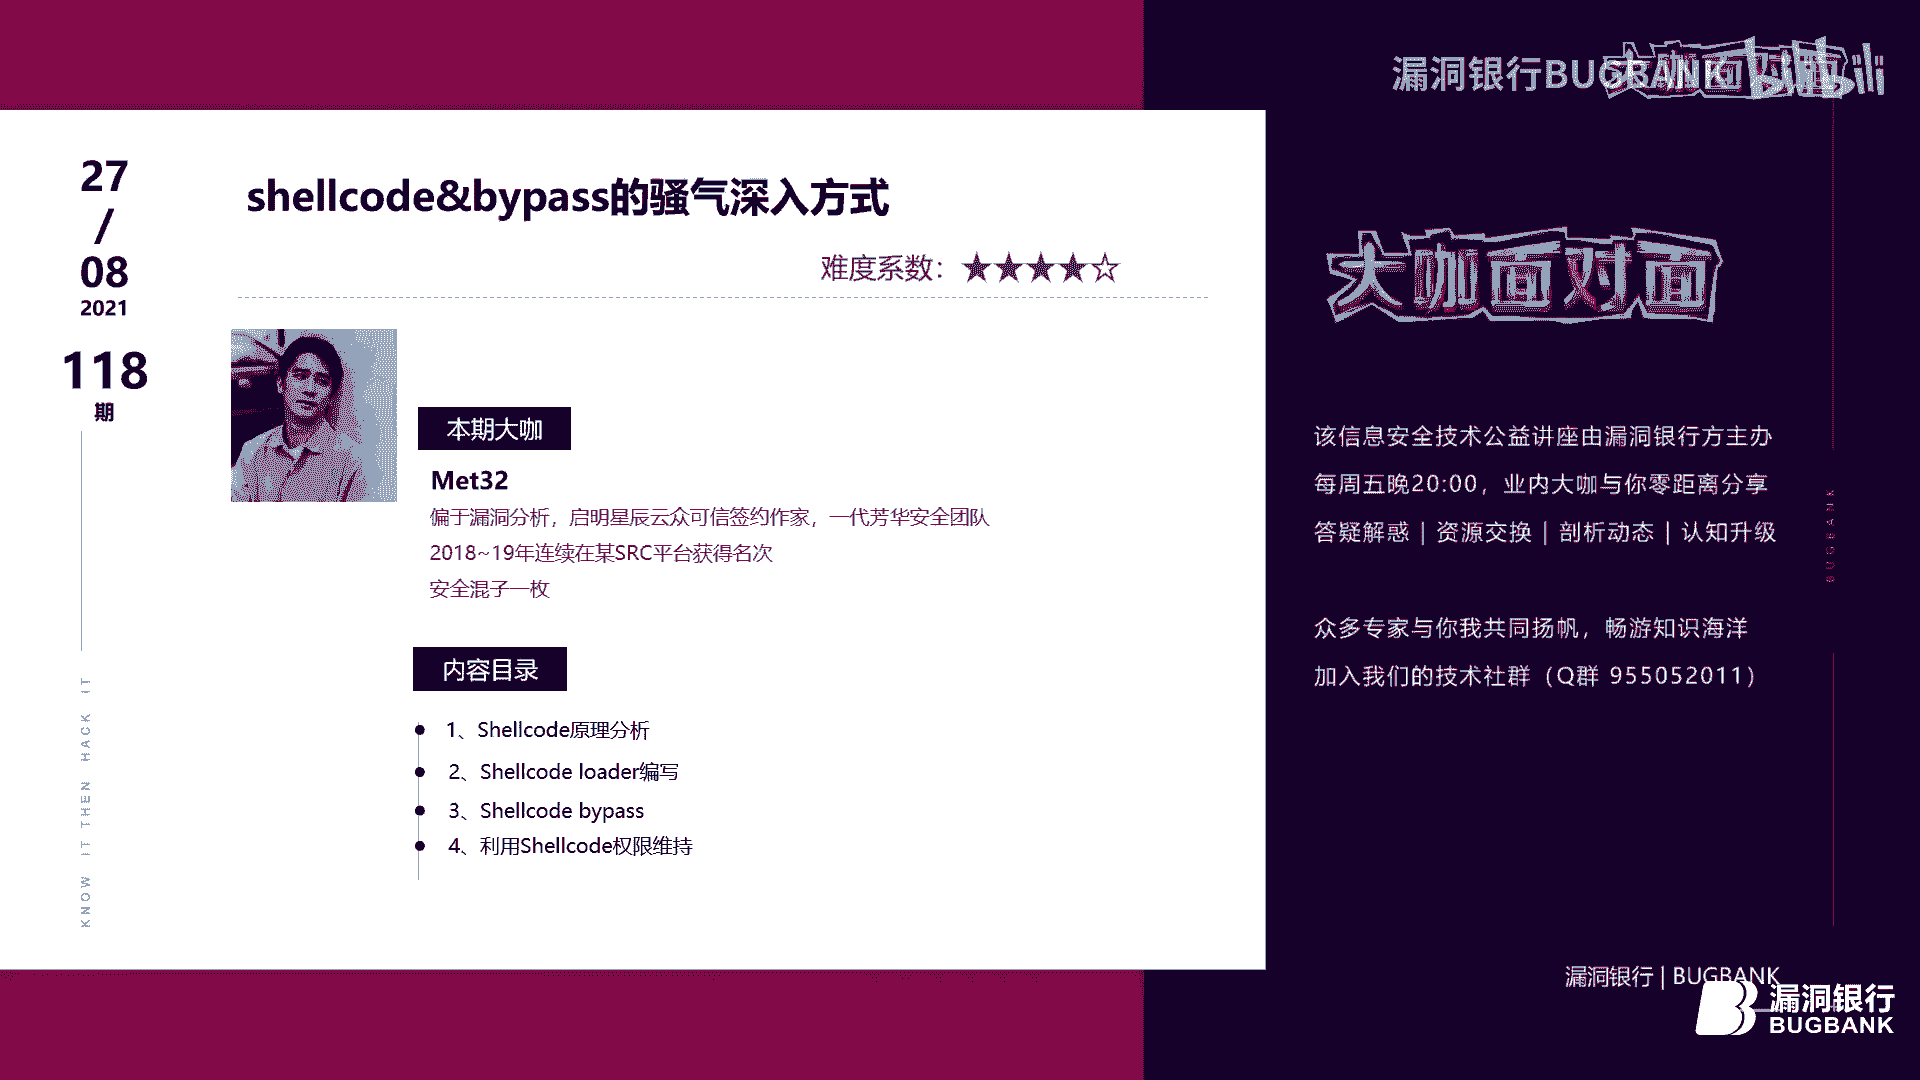 漏洞银行BUGBANK
bilibili
27
/
08
2021
118
期
KNOW IT THEN HACK IT
shellcode&bypass的骚气深入方式
难度系数：★★★★☆
本期大咖
Met32
偏于漏洞分析，启明星辰云众可信签约作家，一代芳华安全团队
2018~19年连续在某SRC平台获得名次
安全混子一枚
内容目录
1、Shellcode原理分析
2、Shellcode loader编写
3、Shellcode bypass
4、利用Shellcode权限维持
大咖面对面
该信息安全技术公益讲座由漏洞银行方主办
每周五晚20:00，业内大咖与你零距离分享
答疑解惑 | 资源交换 | 剖析动态 | 认知升级
众多专家与你我共同扬帆，畅游知识海洋
加入我们的技术社群（Q群 955052011）
BUGBANK
漏洞银行 | BUGBANK
漏洞银行
BUGBANK